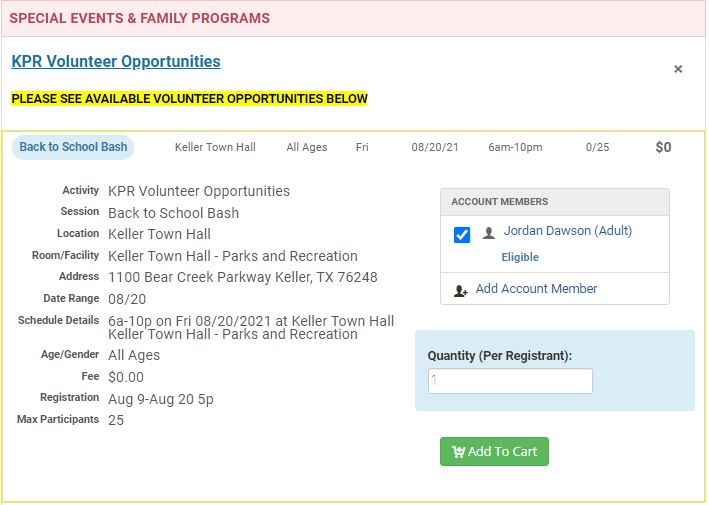 SPECIAL EVENTS & FAMILY PROGRAMS
KPR Volunteer Opportunities
×
PLEASE SEE AVAILABLE VOLUNTEER OPPORTUNITIES BELOW
Back to School Bash Keller Town Hall All Ages Fri 08/20/21 6am-10pm 0/25 $0
Activity KPR Volunteer Opportunities
Session Back to School Bash
Location Keller Town Hall
Room/Facility Keller Town Hall - Parks and Recreation
Address 1100 Bear Creek Parkway Keller, TX 76248
Date Range 08/20
Schedule Details 6a-10p on Fri 08/20/2021 at Keller Town Hall
Keller Town Hall - Parks and Recreation
Age/Gender All Ages
Fee $0.00
Registration Aug 9-Aug 20 5p
Max Participants 25
ACCOUNT MEMBERS
Jordan Dawson (Adult)
Eligible
Add Account Member
Quantity (Per Registrant):
1
Add To Cart